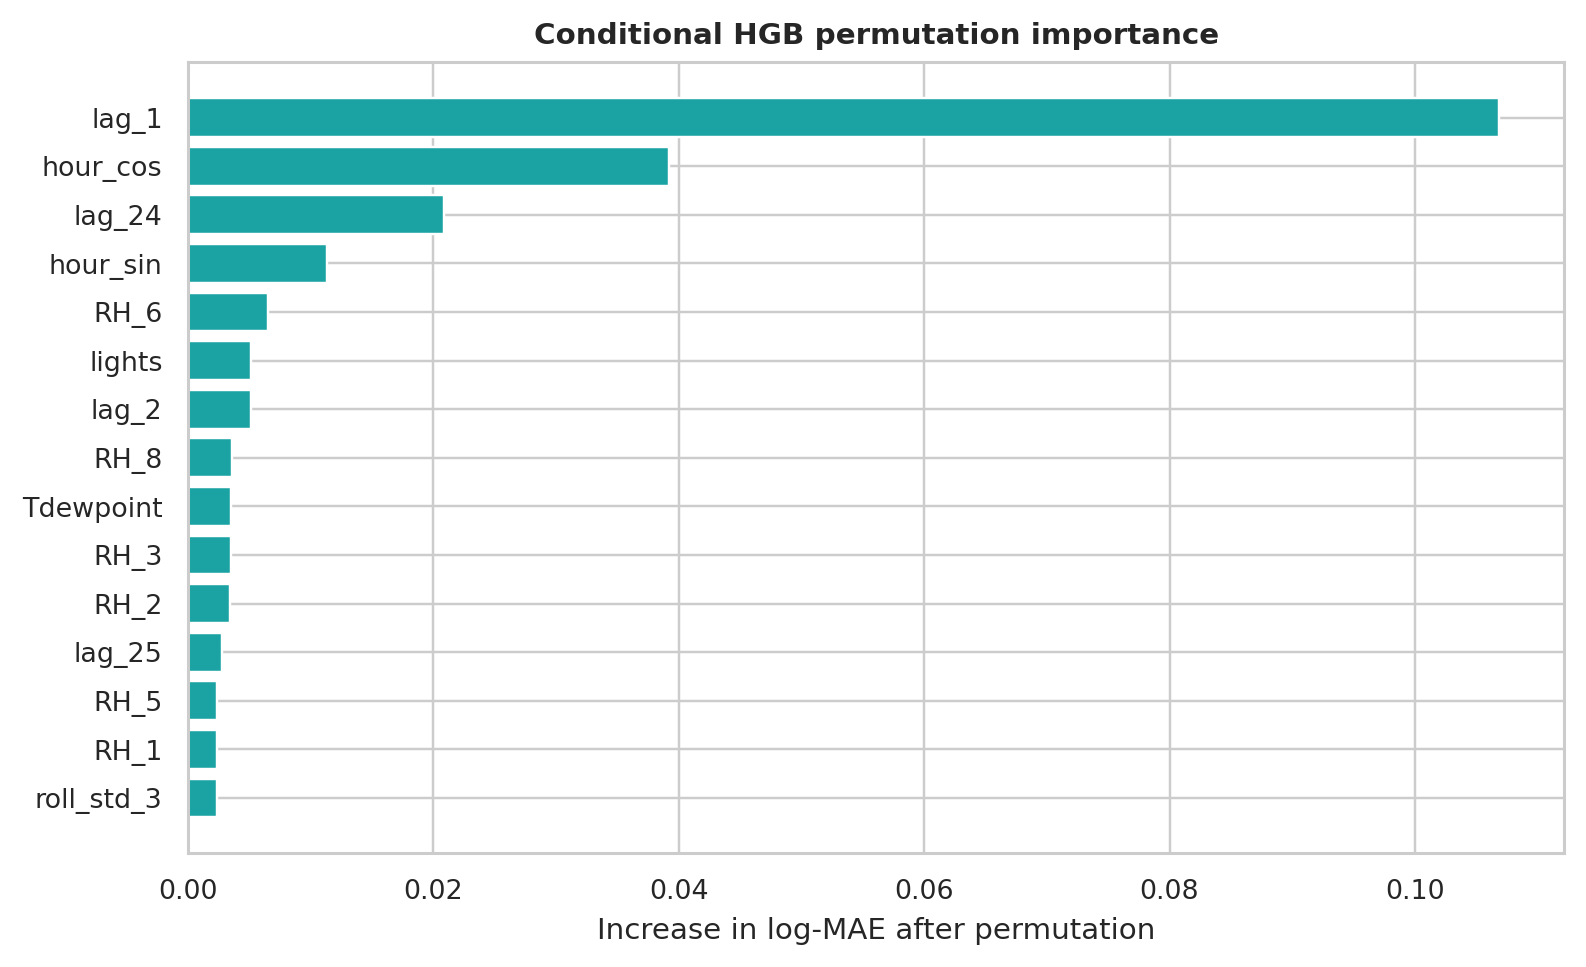 Conditional HGB permutation importance
lag_1
hour_cos
lag_24
hour_sin
RH_6
lights
lag_2
RH_8
Tdewpoint
RH_3
RH_2
lag_25
RH_5
RH_1
roll_std_3
0.00 0.02 0.04 0.06 0.08 0.10
Increase in log-MAE after permutation